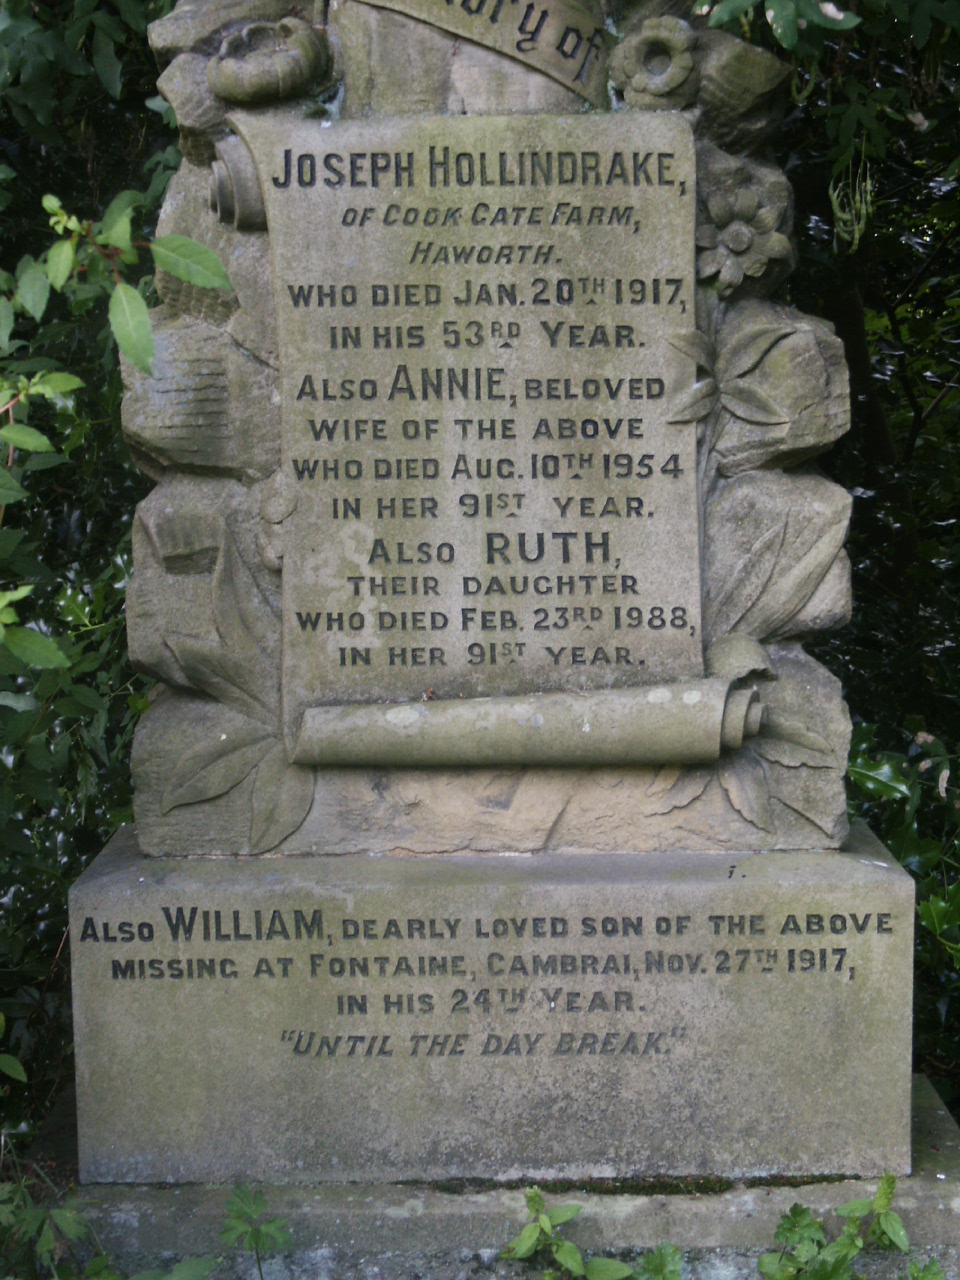 of
JOSEPH HOLLINDRAKE,
OF COOK GATE FARM,
HAWORTH.
WHO DIED JAN. 20TH 1917,
IN HIS 53RD YEAR.
ALSO ANNIE, BELOVED
WIFE OF THE ABOVE
WHO DIED AUG. 10TH 1954
IN HER 91ST YEAR.
ALSO RUTH,
THEIR DAUGHTER
WHO DIED FEB. 23RD 1988,
IN HER 91ST YEAR.
ALSO WILLIAM, DEARLY LOVED SON OF THE ABOVE
MISSING AT FONTAINE, CAMBRAI, NOV. 27TH 1917,
IN HIS 24TH YEAR.
"UNTIL THE DAY BREAK."